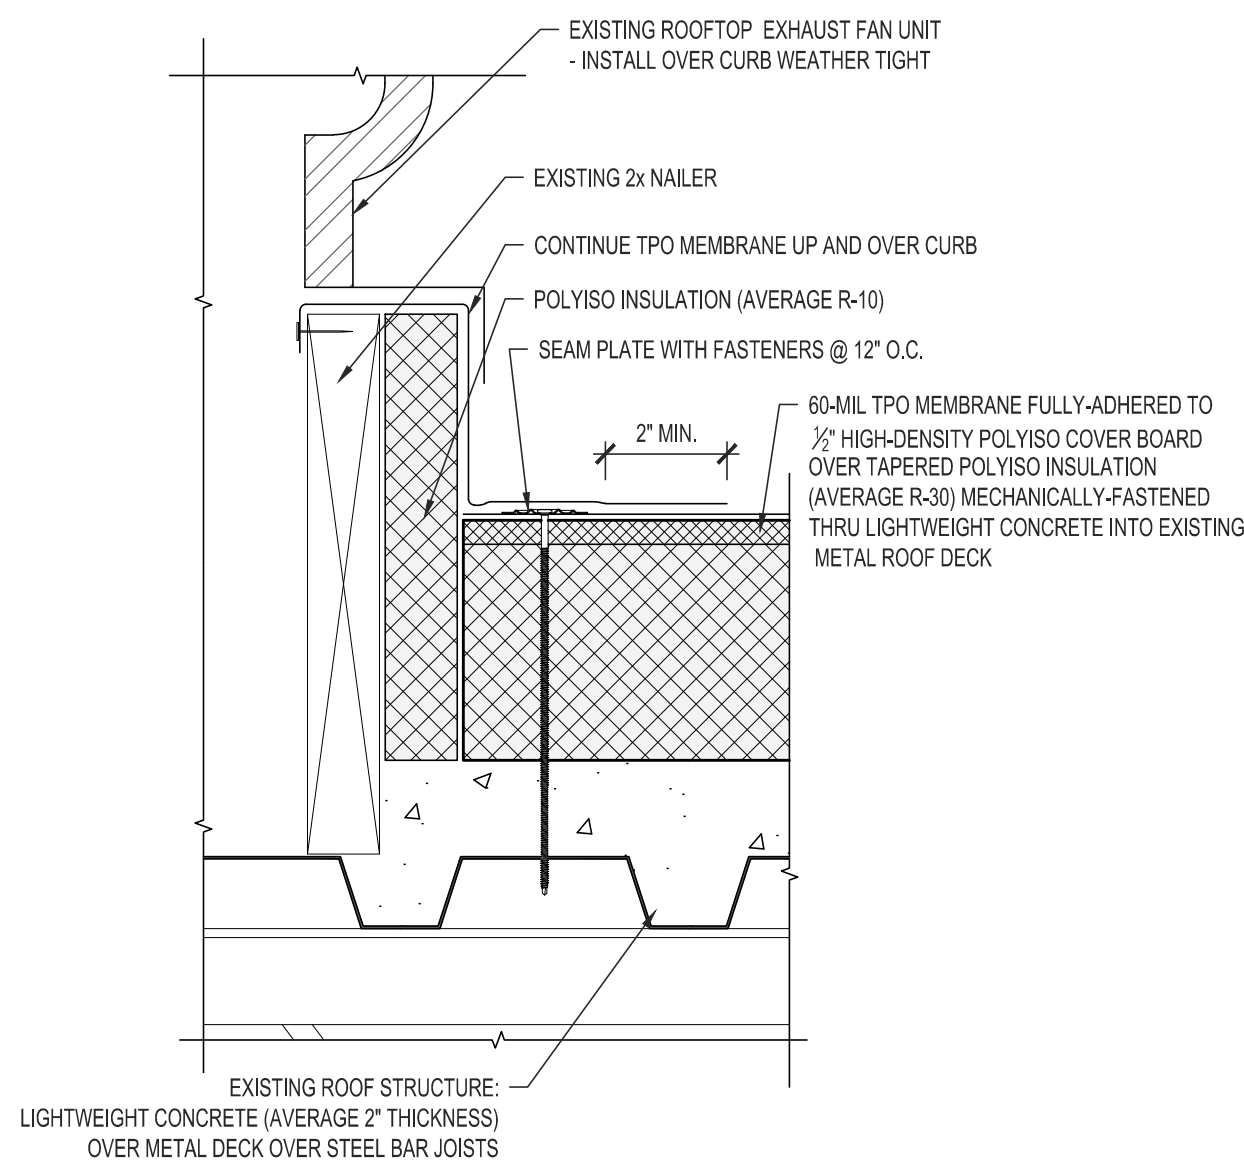 EXISTING ROOFTOP EXHAUST FAN UNIT
- INSTALL OVER CURB WEATHER TIGHT
EXISTING 2x NAILER
CONTINUE TPO MEMBRANE UP AND OVER CURB
POLYISO INSULATION (AVERAGE R-10)
SEAM PLATE WITH FASTENERS @ 12" O.C.
2" MIN.
60-MIL TPO MEMBRANE FULLY-ADHERED TO
½" HIGH-DENSITY POLYISO COVER BOARD
OVER TAPERED POLYISO INSULATION
(AVERAGE R-30) MECHANICALLY-FASTENED
THRU LIGHTWEIGHT CONCRETE INTO EXISTING
METAL ROOF DECK
EXISTING ROOF STRUCTURE:
LIGHTWEIGHT CONCRETE (AVERAGE 2" THICKNESS)
OVER METAL DECK OVER STEEL BAR JOISTS